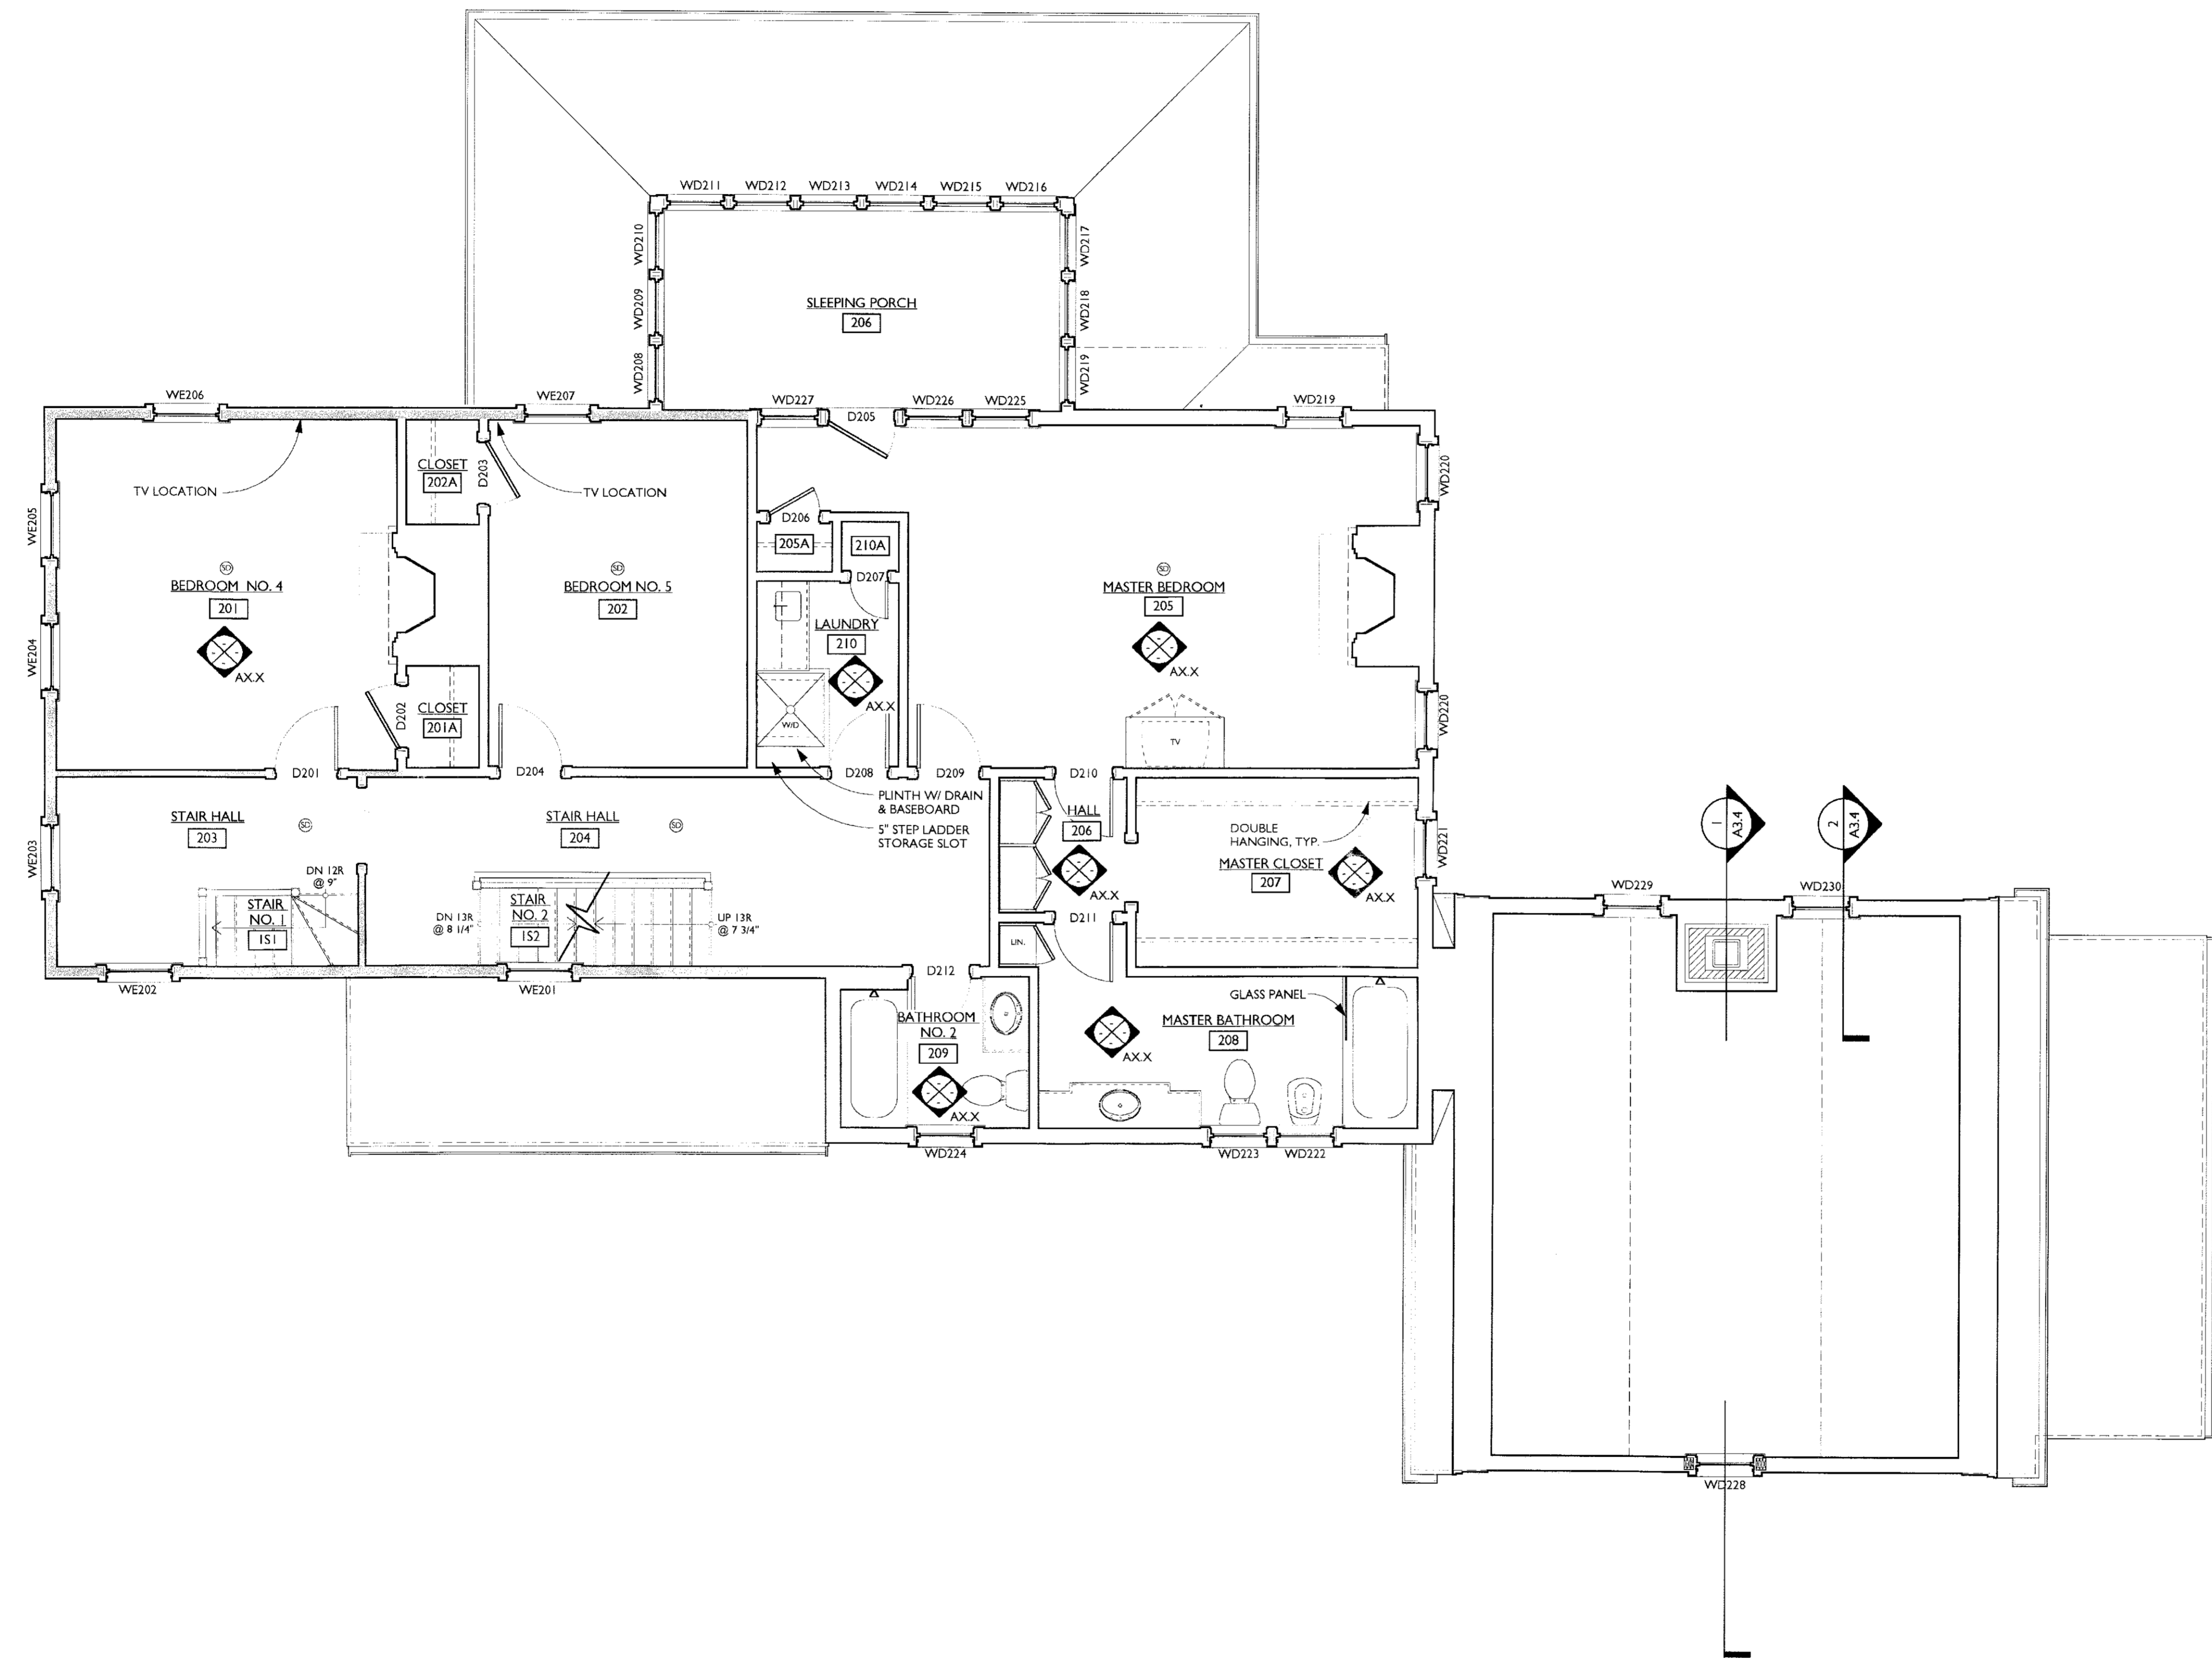 WD211 WD212 WD213 WD214 WD215 WD216
WD210
WD217
WD209
WD218
SLEEPING PORCH
206
WD208
WD219
WE206
WE207
WD227
D205
WD226
WD225
WD219
CLOSET
202A
D203
TV LOCATION
TV LOCATION
WD220
WE205
D206
205A
210A
SD
BEDROOM NO. 4
201
AX.X
SD
BEDROOM NO. 5
202
D207
LAUNDRY
210
AX.X
SD
MASTER BEDROOM
205
AX.X
WE204
D202
CLOSET
201A
W/D
TV
WD220
D201
D204
D208
D209
D210
PLINTH W/ DRAIN
& BASEBOARD
5" STEP LADDER
STORAGE SLOT
STAIR HALL
203
SD
STAIR HALL
204
SD
HALL
206
AX.X
DOUBLE
HANGING, TYP.
MASTER CLOSET
207
AX.X
WE203
WD221
1
A3.4
2
A3.4
DN 12R
@ 9"
STAIR
NO. 1
1S1
DN 13R
@ 8 1/4"
STAIR
NO. 2
1S2
UP 13R
@ 7 3/4"
D211
LIN.
WD229
WD230
WE202
WE201
D212
BATHROOM
NO. 2
209
AX.X
GLASS PANEL
MASTER BATHROOM
208
AX.X
WD224
WD223
WD222
WD228